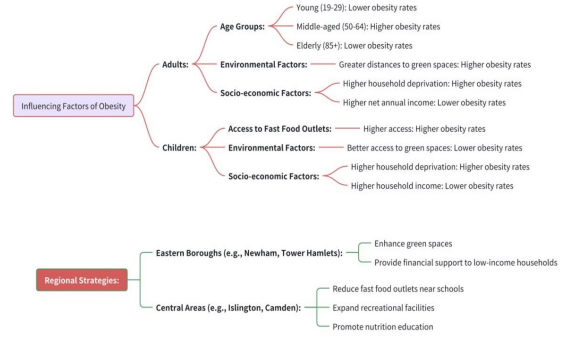 Influencing Factors of Obesity
Adults:
Age Groups:
Young (19-29): Lower obesity rates
Middle-aged (50-64): Higher obesity rates
Elderly (85+): Lower obesity rates
Environmental Factors:
Greater distances to green spaces: Higher obesity rates
Socio-economic Factors:
Higher household deprivation: Higher obesity rates
Higher net annual income: Lower obesity rates
Children:
Access to Fast Food Outlets:
Higher access: Higher obesity rates
Environmental Factors:
Better access to green spaces: Lower obesity rates
Socio-economic Factors:
Higher household deprivation: Higher obesity rates
Higher household income: Lower obesity rates
Regional Strategies:
Eastern Boroughs (e.g., Newham, Tower Hamlets):
Enhance green spaces
Provide financial support to low-income households
Central Areas (e.g., Islington, Camden):
Reduce fast food outlets near schools
Expand recreational facilities
Promote nutrition education